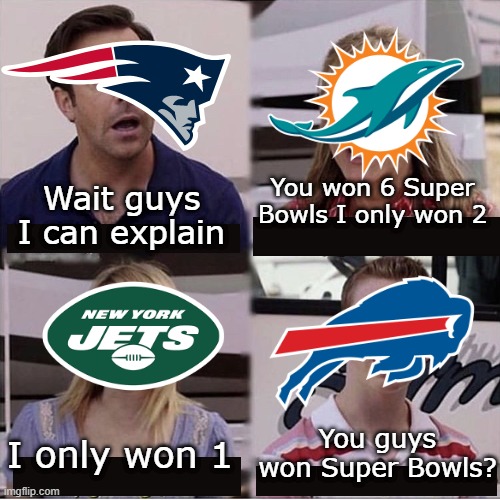 Wait guys
I can explain
You won 6 Super
Bowls I only won 2
NEW YORK
JETS
I only won 1
You guys
won Super Bowls?
imgflip.com